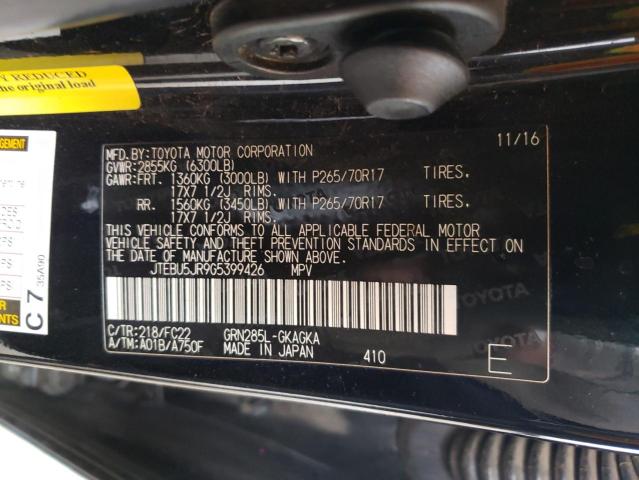 Y REDUCED
the original load
AGEMENT
C 7 35A90
MFD.BY:TOYOTA MOTOR CORPORATION 11/16
GVWR:2855KG (6300LB)
GAWR:FRT. 1360KG (3000LB) WITH P265/70R17 TIRES.
17X7 1/2J RIMS.
RR. 1560KG (3450LB) WITH P265/70R17 TIRES.
17X7 1/2J RIMS.
THIS VEHICLE CONFORMS TO ALL APPLICABLE FEDERAL MOTOR
VEHICLE SAFETY AND THEFT PREVENTION STANDARDS IN EFFECT
ON THE DATE OF MANUFACTURE SHOWN ABOVE.
JTEBU5JR9G5399426 MPV
C/TR:218/FC22 GRN285L-GKAGKA
A/TM:A01B/A750F MADE IN JAPAN 410 E